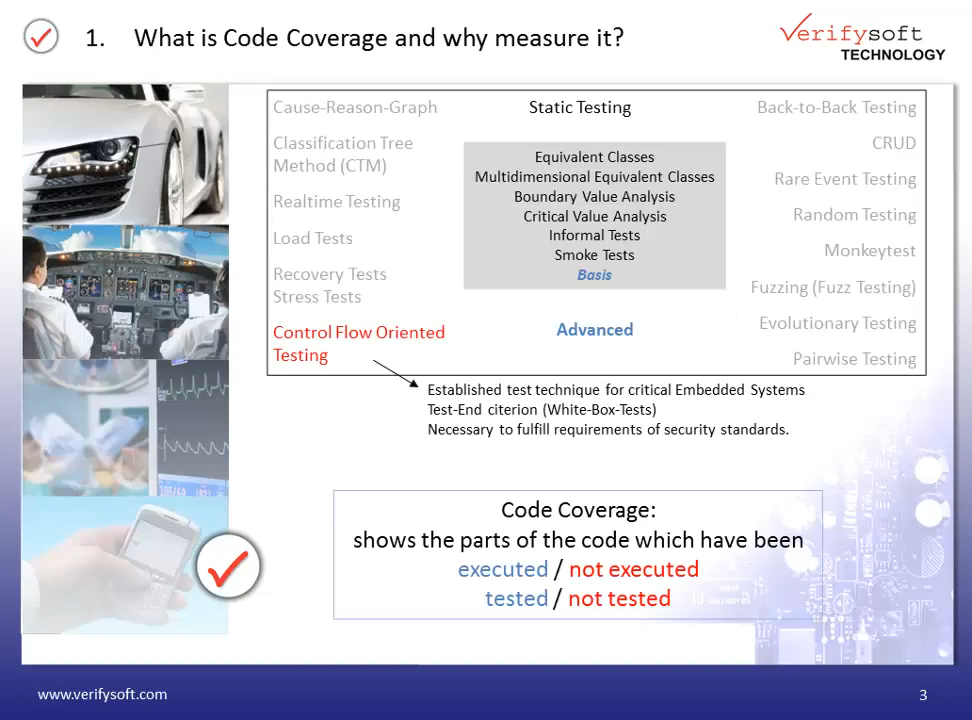 1. What is Code Coverage and why measure it?
Verifysoft
TECHNOLOGY
Cause-Reason-Graph
Classification Tree
Method (CTM)
Realtime Testing
Load Tests
Recovery Tests
Stress Tests
Control Flow Oriented
Testing
Static Testing
Equivalent Classes
Multidimensional Equivalent Classes
Boundary Value Analysis
Critical Value Analysis
Informal Tests
Smoke Tests
Basis
Advanced
Back-to-Back Testing
CRUD
Rare Event Testing
Random Testing
Monkeytest
Fuzzing (Fuzz Testing)
Evolutionary Testing
Pairwise Testing
Established test technique for critical Embedded Systems
Test-End citerion (White-Box-Tests)
Necessary to fulfill requirements of security standards.
Code Coverage:
shows the parts of the code which have been
executed / not executed
tested / not tested
www.verifysoft.com
3